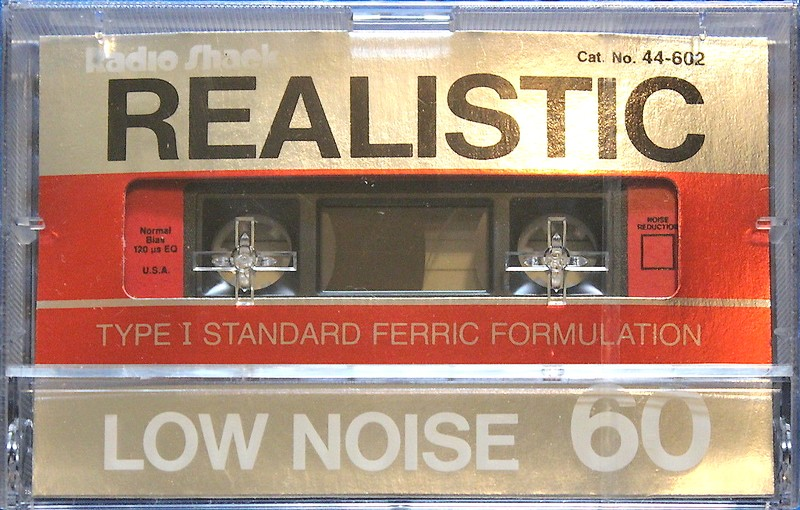 Radio Shack
Cat. No. 44-602
REALISTIC
Normal
Bias
120 µs EQ
U.S.A.
NOISE
REDUCTION
TYPE I STANDARD FERRIC FORMULATION
LOW NOISE 60